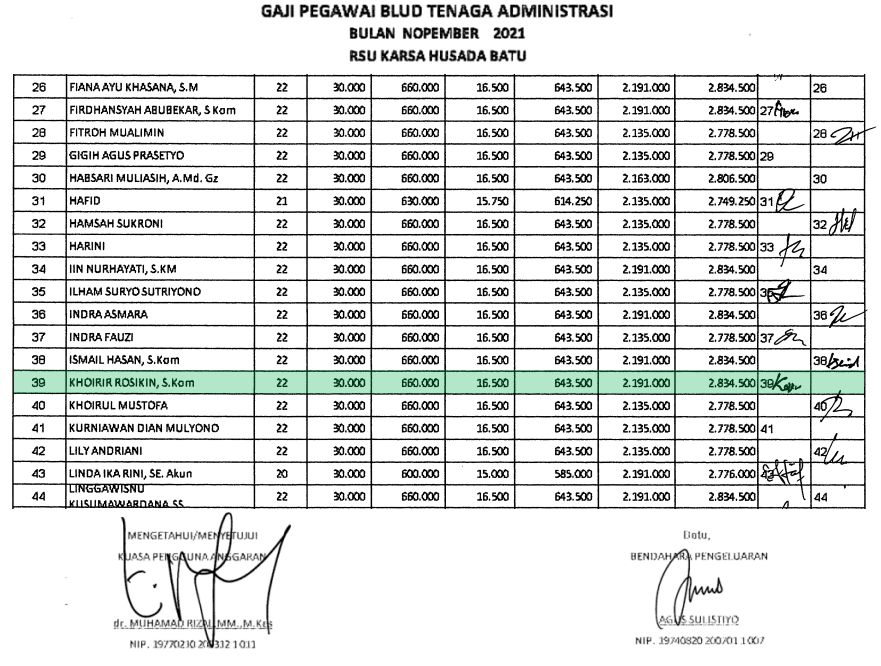 GAJI PEGAWAI BLUD TENAGA ADMINISTRASI
BULAN NOPEMBER 2021
RSU KARSA HUSADA BATU
26 FIANA AYU KHASANA, S.M 22 30.000 660.000 16.500 643.500 2.191.000 2.834.500 26
27 FIRDHANSYAH ABUBEKAR, S Kom 22 30.000 660.000 16.500 643.500 2.191.000 2.834.500 27
28 FITROH MUALIMIN 22 30.000 660.000 16.500 643.500 2.135.000 2.778.500 28
29 GIGIH AGUS PRASETYO 22 30.000 660.000 16.500 643.500 2.135.000 2.778.500 29
30 HABSARI MULIASIH, A.Md. Gz 22 30.000 660.000 16.500 643.500 2.163.000 2.806.500 30
31 HAFID 21 30.000 630.000 15.750 614.250 2.135.000 2.749.250 31
32 HAMSAH SUKRONI 22 30.000 660.000 16.500 643.500 2.135.000 2.778.500 32
33 HARINI 22 30.000 660.000 16.500 643.500 2.135.000 2.778.500 33
34 IIN NURHAYATI, S.KM 22 30.000 660.000 16.500 643.500 2.191.000 2.834.500 34
35 ILHAM SURYO SUTRIYONO 22 30.000 660.000 16.500 643.500 2.135.000 2.778.500 35
36 INDRA ASMARA 22 30.000 660.000 16.500 643.500 2.191.000 2.834.500 36
37 INDRA FAUZI 22 30.000 660.000 16.500 643.500 2.135.000 2.778.500 37
38 ISMAIL HASAN, S.Kom 22 30.000 660.000 16.500 643.500 2.191.000 2.834.500 38
39 KHOIRIR ROSIKIN, S.Kom 22 30.000 660.000 16.500 643.500 2.191.000 2.834.500 39
40 KHOIRUL MUSTOFA 22 30.000 660.000 16.500 643.500 2.135.000 2.778.500 40
41 KURNIAWAN DIAN MULYONO 22 30.000 660.000 16.500 643.500 2.135.000 2.778.500 41
42 LILY ANDRIANI 22 30.000 660.000 16.500 643.500 2.135.000 2.778.500 42
43 LINDA IKA RINI, SE. Akun 20 30.000 600.000 15.000 585.000 2.191.000 2.776.000 43
LINGGAWISNU
44 KUSUMAWARDANA.SS 22 30.000 660.000 16.500 643.500 2.191.000 2.834.500 44
MENGETAHUI/MENYETUJUI
KUASA PENGGUNA ANGGARAN
dr. MUHAMAD RIZAL, MM., M.Kes
Batu,
BENDAHARA PENGELUARAN
AGUS SULISTIYO
NIP. 19740820 200701 1 007